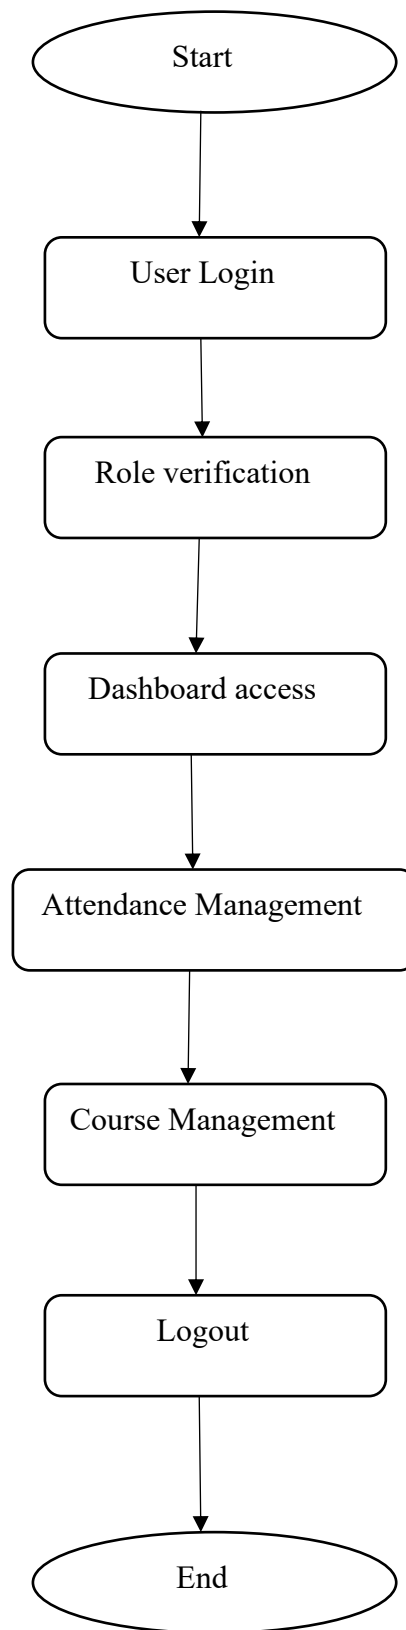 Start
User Login
Role verification
Dashboard access
Attendance Management
Course Management
Logout
End